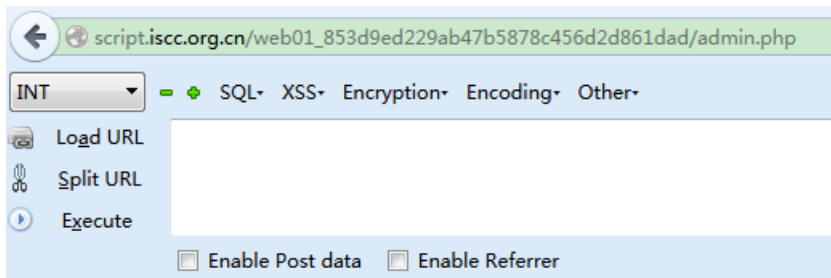 script.iscc.org.cn/web01_853d9ed229ab47b5878c456d2d861dad/admin.php
INT SQL XSS Encryption Encoding Other
Load URL
Split URL
Execute
Enable Post data Enable Referrer